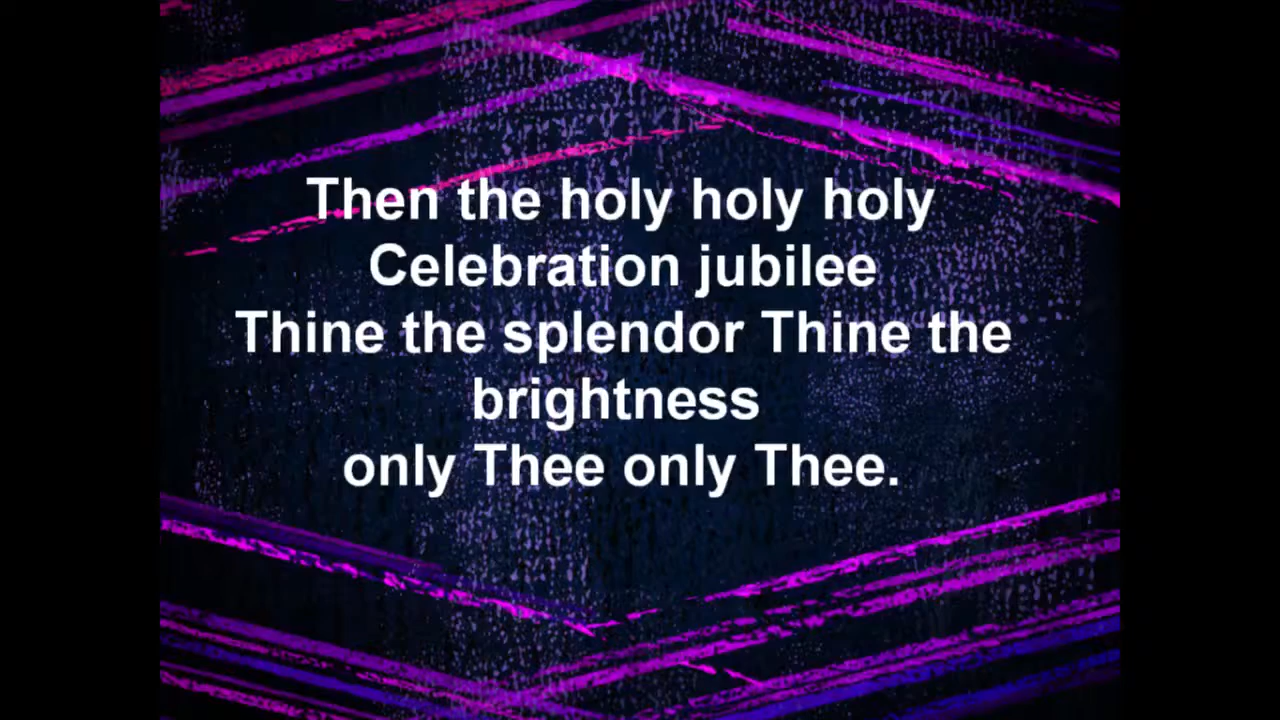 Then the holy holy holy
Celebration jubilee
Thine the splendor Thine the
brightness
only Thee only Thee.